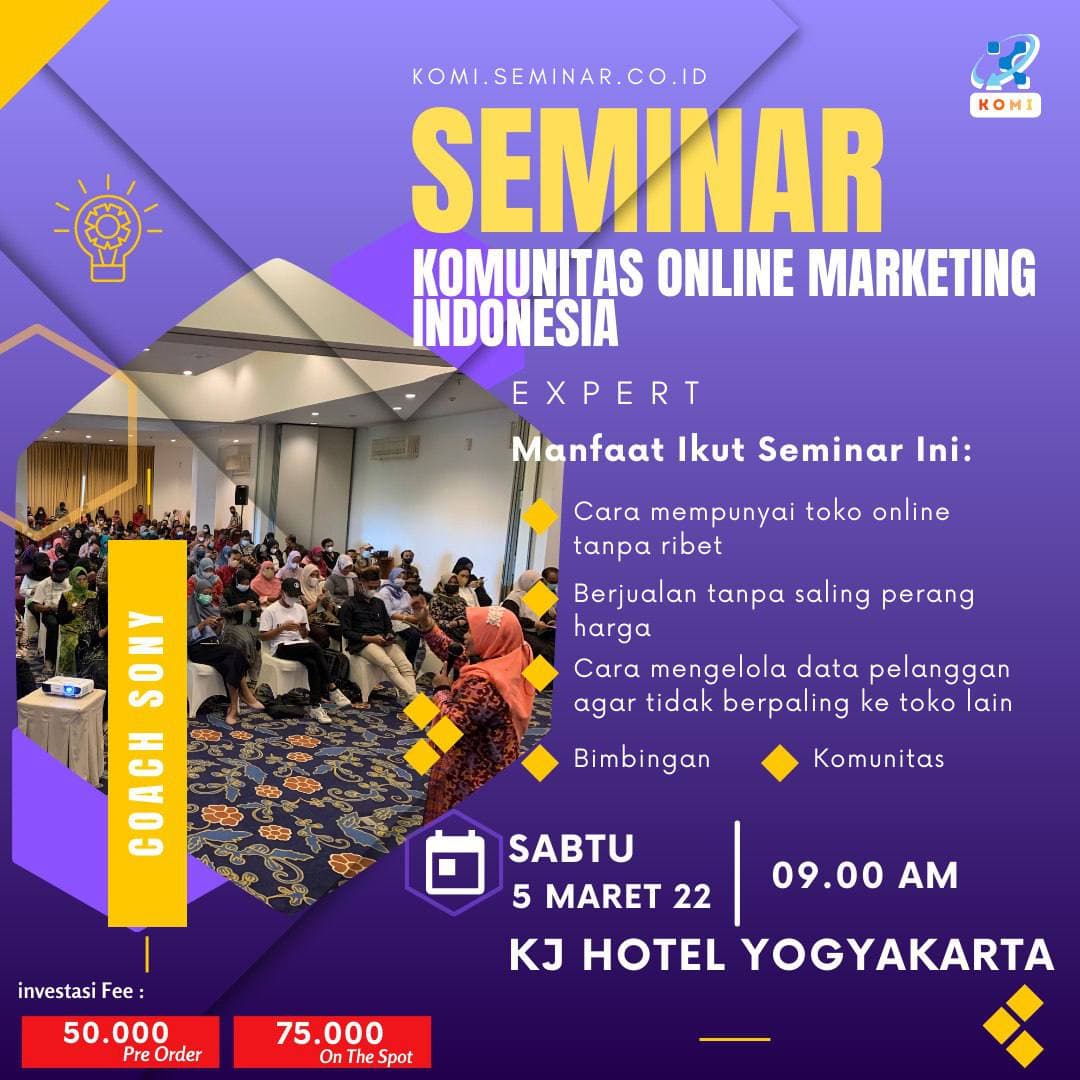 KOMI.SEMINAR.CO.ID
KOMI
SEMINAR
KOMUNITAS ONLINE MARKETING
INDONESIA
EXPERT
Manfaat Ikut Seminar Ini:
Cara mempunyai toko online
tanpa ribet
Berjualan tanpa saling perang
harga
Cara mengelola data pelanggan
agar tidak berpaling ke toko lain
Bimbingan
Komunitas
COACH SONY
SABTU
5 MARET 22
09.00 AM
KJ HOTEL YOGYAKARTA
investasi Fee :
50.000
Pre Order
75.000
On The Spot